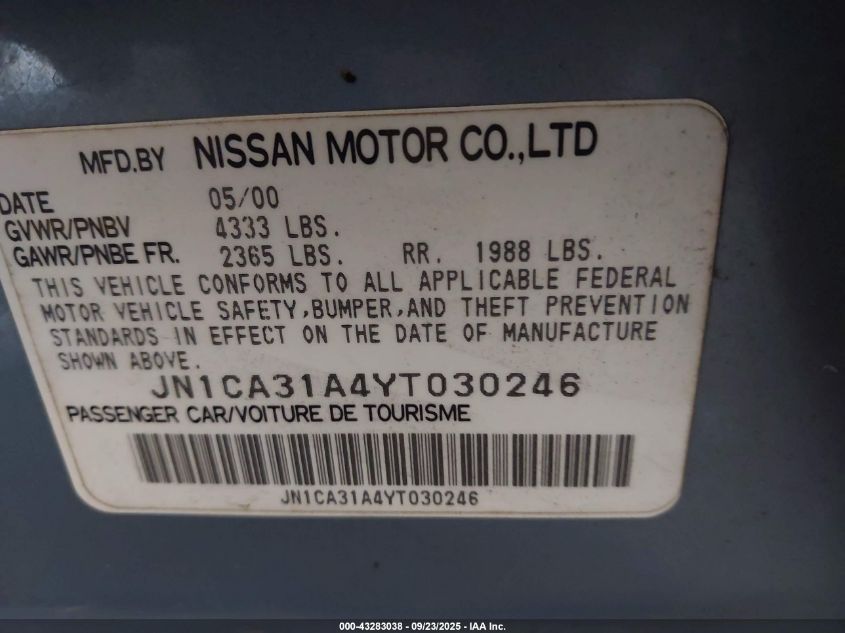 MFD.BY NISSAN MOTOR CO.,LTD
DATE 05/00
GVWR/PNBV 4333 LBS.
GAWR/PNBE FR. 2365 LBS. RR. 1988 LBS.
THIS VEHICLE CONFORMS TO ALL APPLICABLE FEDERAL
MOTOR VEHICLE SAFETY,BUMPER,AND THEFT PREVENTION
STANDARDS IN EFFECT ON THE DATE OF MANUFACTURE
SHOWN ABOVE.
JN1CA31A4YT030246
PASSENGER CAR/VOITURE DE TOURISME
JN1CA31A4YT030246
000-43283038 - 09/23/2025 - IAA Inc.